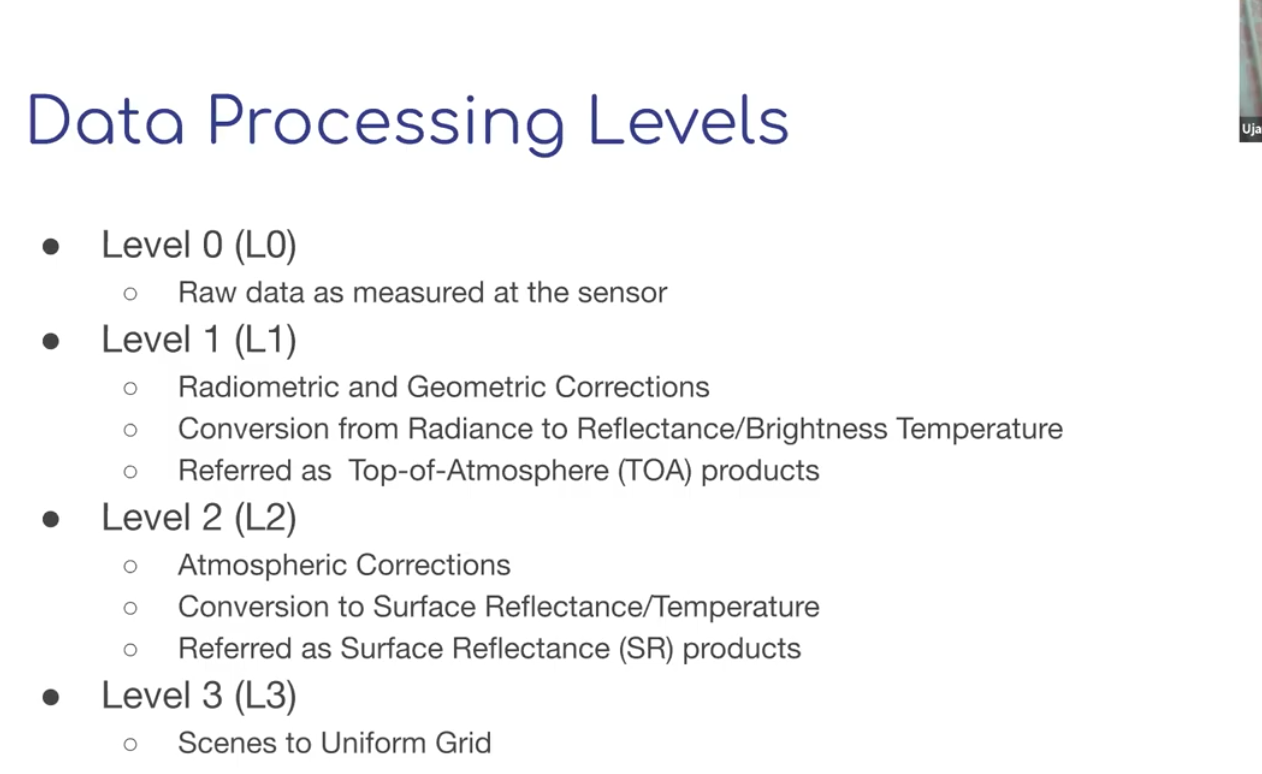 Data Processing Levels
Uja
● Level 0 (L0)
○ Raw data as measured at the sensor
● Level 1 (L1)
○ Radiometric and Geometric Corrections
○ Conversion from Radiance to Reflectance/Brightness Temperature
○ Referred as  Top-of-Atmosphere (TOA) products
● Level 2 (L2)
○ Atmospheric Corrections
○ Conversion to Surface Reflectance/Temperature
○ Referred as Surface Reflectance (SR) products
● Level 3 (L3)
○ Scenes to Uniform Grid